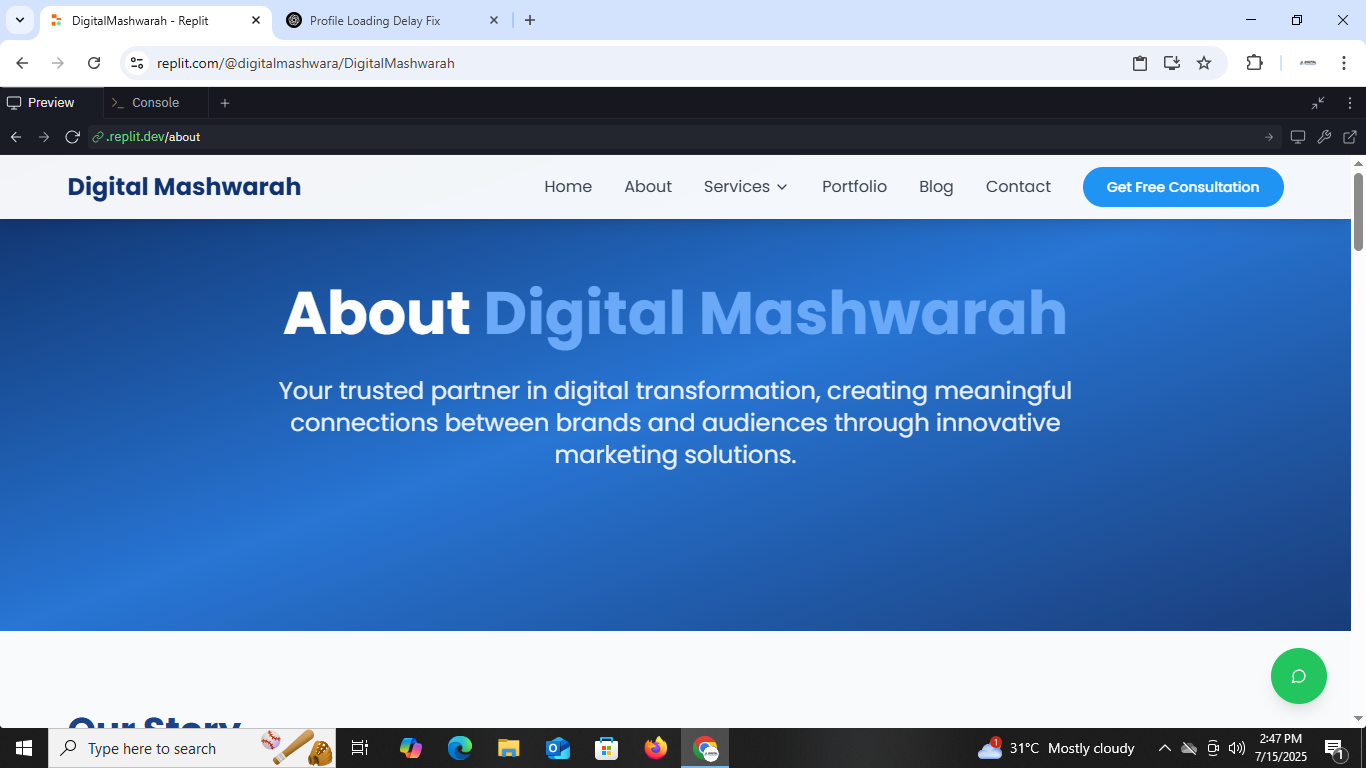 DigitalMashwarah - Replit
Profile Loading Delay Fix
replit.com/@digitalmashwara/DigitalMashwarah
Preview
Console
.replit.dev/about
Digital Mashwarah
Home
About
Services
Portfolio
Blog
Contact
Get Free Consultation
About Digital Mashwarah
Your trusted partner in digital transformation, creating meaningful
connections between brands and audiences through innovative
marketing solutions.
Our Story
Type here to search
1
31°C Mostly cloudy
2:47 PM
7/15/2025
1